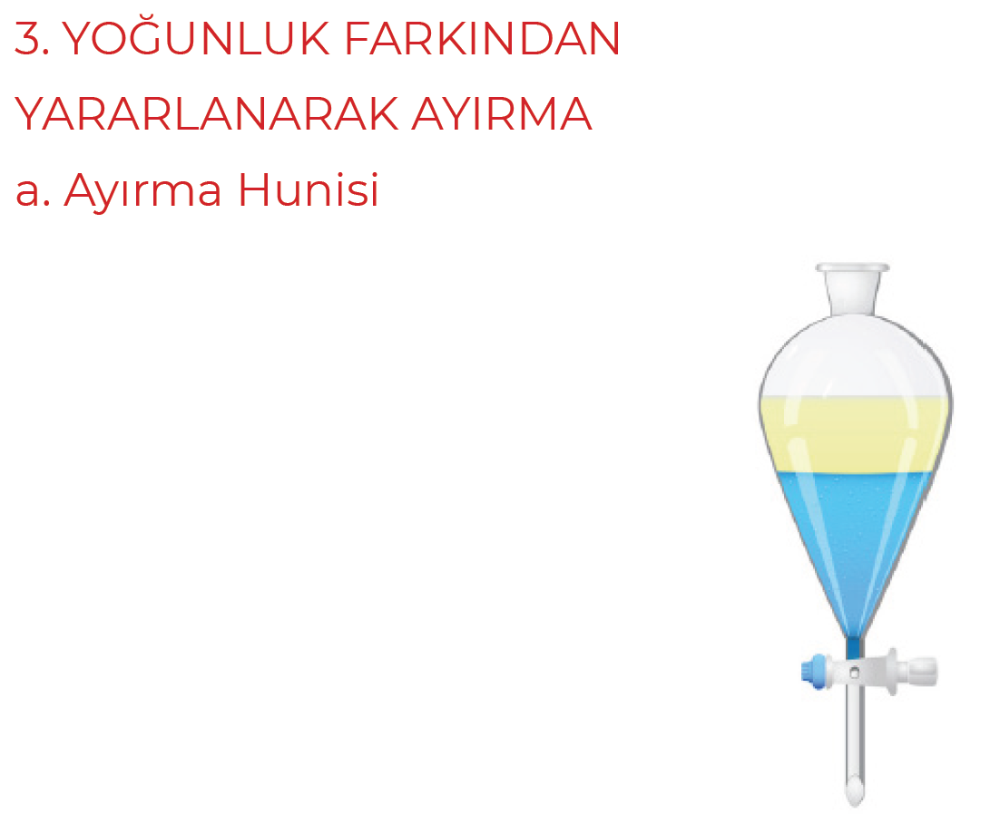 3. YOĞUNLUK FARKINDAN
YARARLANARAK AYIRMA
a. Ayırma Hunisi